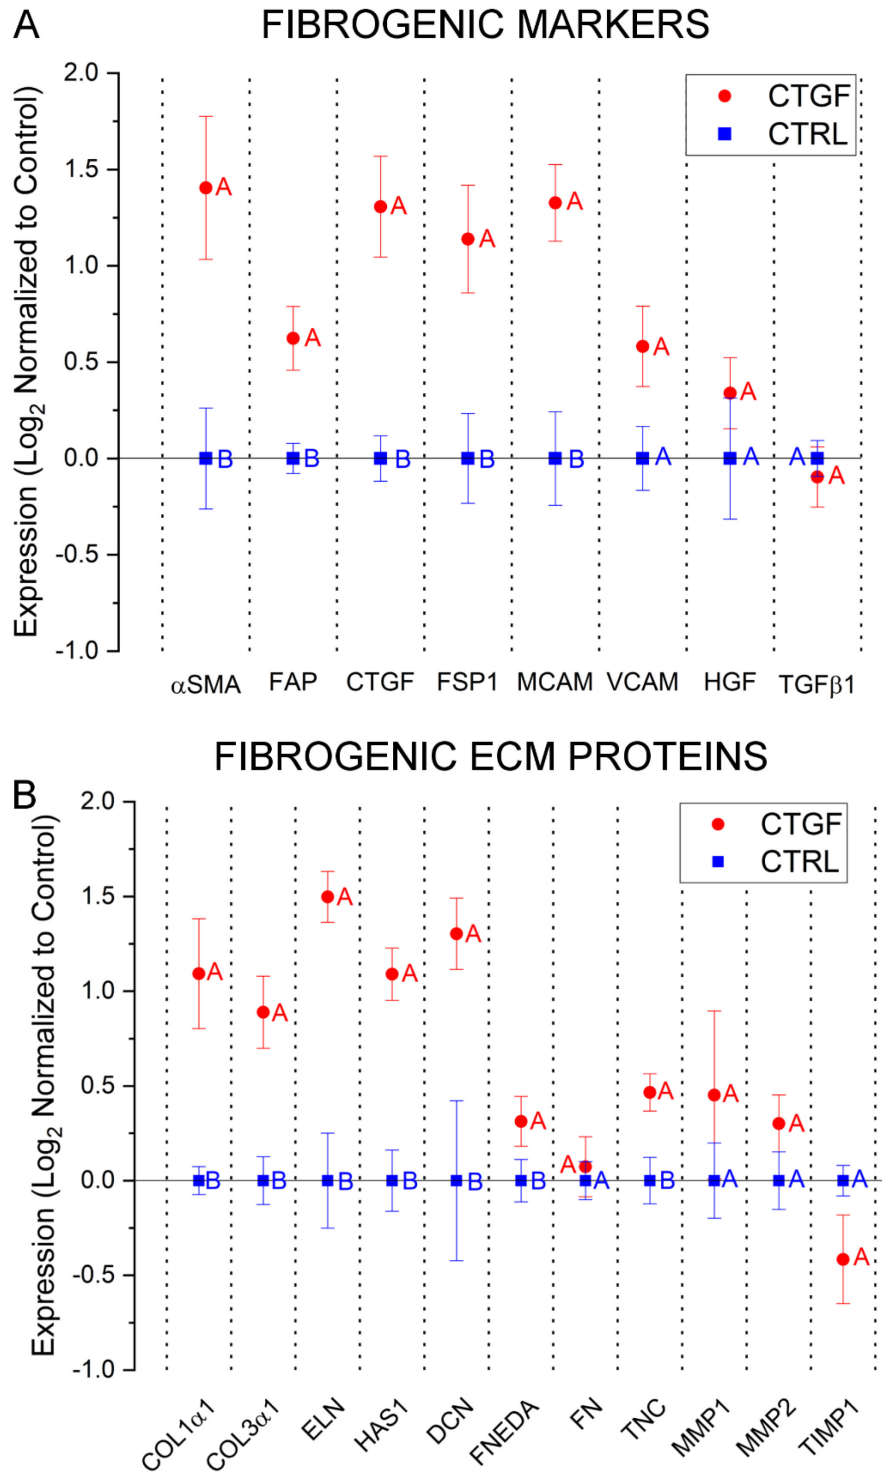 A
FIBROGENIC MARKERS
Expression (Log₂ Normalized to Control)
2.0
1.5
1.0
0.5
0.0
-0.5
-1.0
CTGF
CTRL
A
A
A
A
A
A
A
A
B
B
B
B
B
A
A
A
αSMA FAP CTGF FSP1 MCAM VCAM HGF TGFβ1
B
FIBROGENIC ECM PROTEINS
Expression (Log₂ Normalized to Control)
2.0
1.5
1.0
0.5
0.0
-0.5
-1.0
CTGF
CTRL
A
A
A
A
A
A
A
A
A
A
A
B
B
B
B
B
B
A
B
A
A
A
COL1α1 COL3α1 ELN HAS1 DCN FNEDA FN TNC MMP1 MMP2 TIMP1